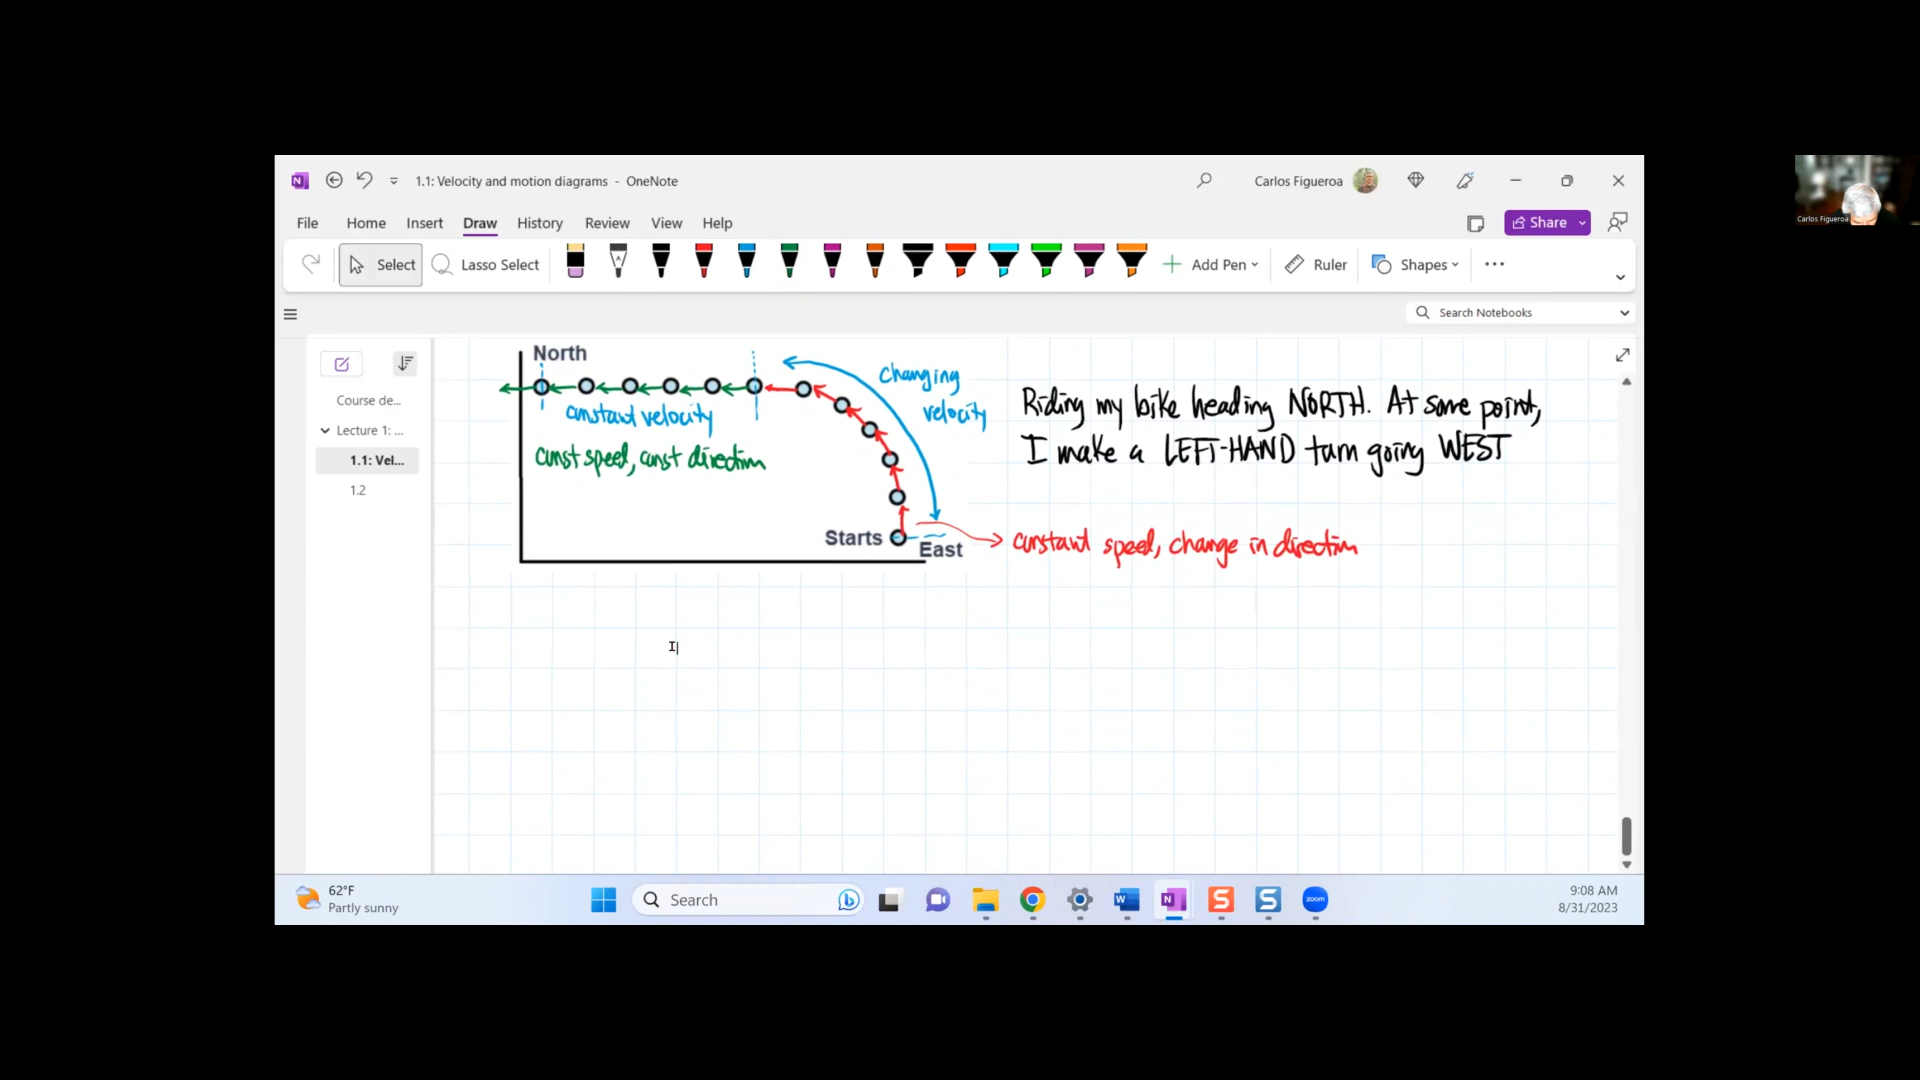 1.1: Velocity and motion diagrams - OneNote
Carlos Figueroa
File Home Insert Draw History Review View Help
Share
Select
Lasso Select
Add Pen
Ruler
Shapes
Search Notebooks
Course de...
Lecture 1: ...
1.1: Vel...
1.2
North
constant velocity
const speed, const direction
changing
velocity
Starts
East
Riding my bike heading NORTH. At some point,
I make a LEFT-HAND turn going WEST
constant speed, change in direction
62°F
Partly sunny
Search
zoom
9:08 AM
8/31/2023
Carlos Figueroa